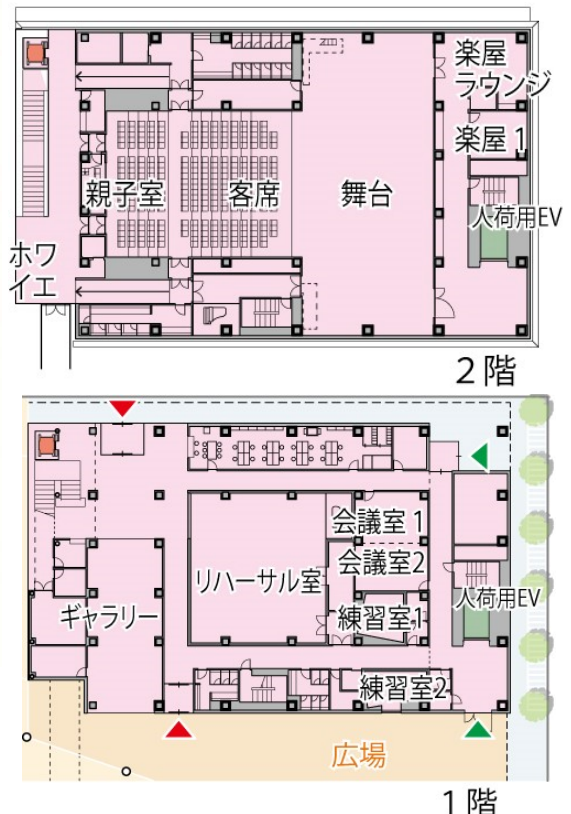 楽屋
ラウンジ
楽屋1
親子室
客席
舞台
人荷用EV
ホワ
イエ
2階
会議室1
会議室2
リハーサル室
練習室1
人荷用EV
ギャラリー
練習室2
広場
1階